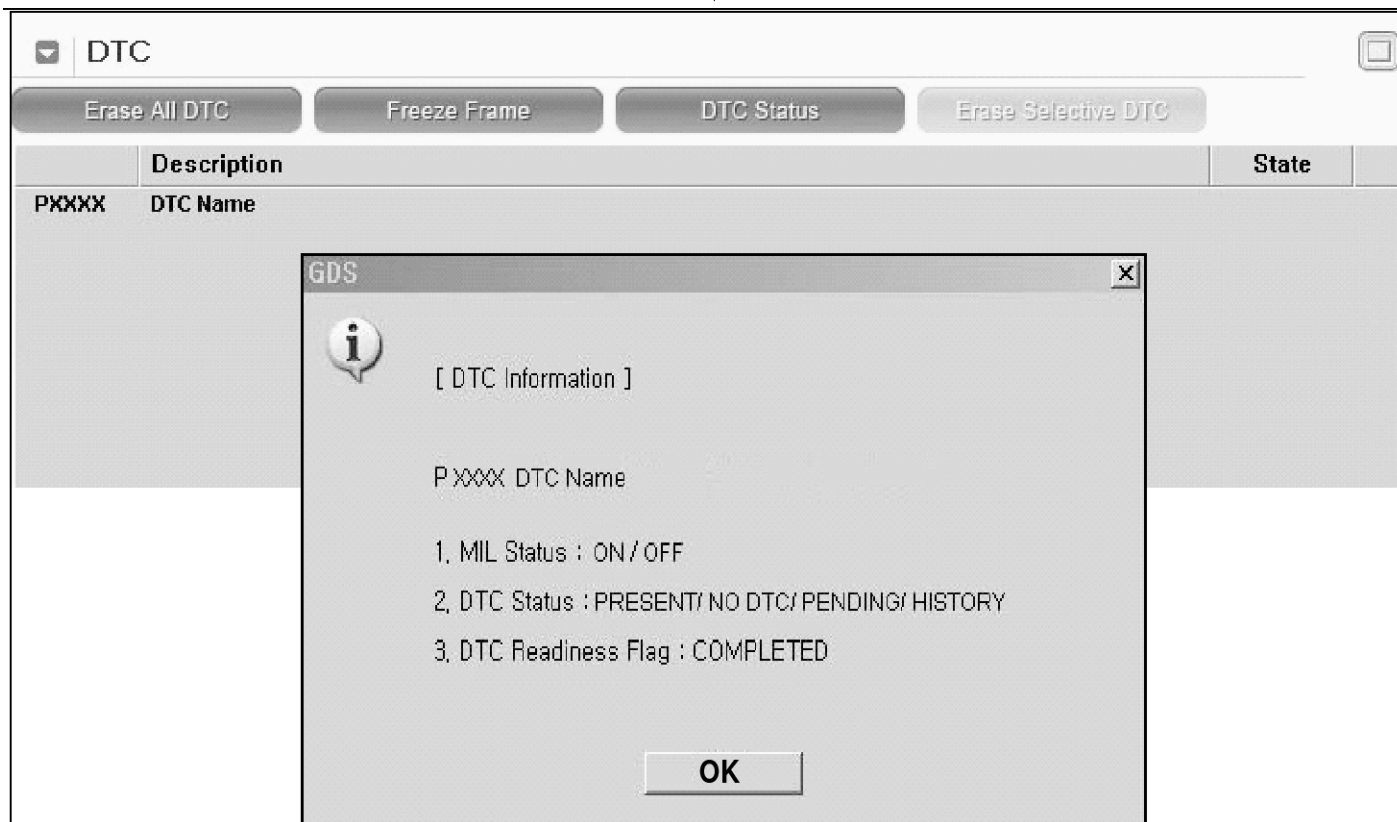 DTC
Erase All DTC Freeze Frame DTC Status Erase Selective DTC
Description State
PXXXX DTC Name
GDS
[ DTC Information ]
PXXXX DTC Name
1. MIL Status : ON / OFF
2. DTC Status : PRESENT/ NO DTC/ PENDING/ HISTORY
3. DTC Readiness Flag : COMPLETED
OK